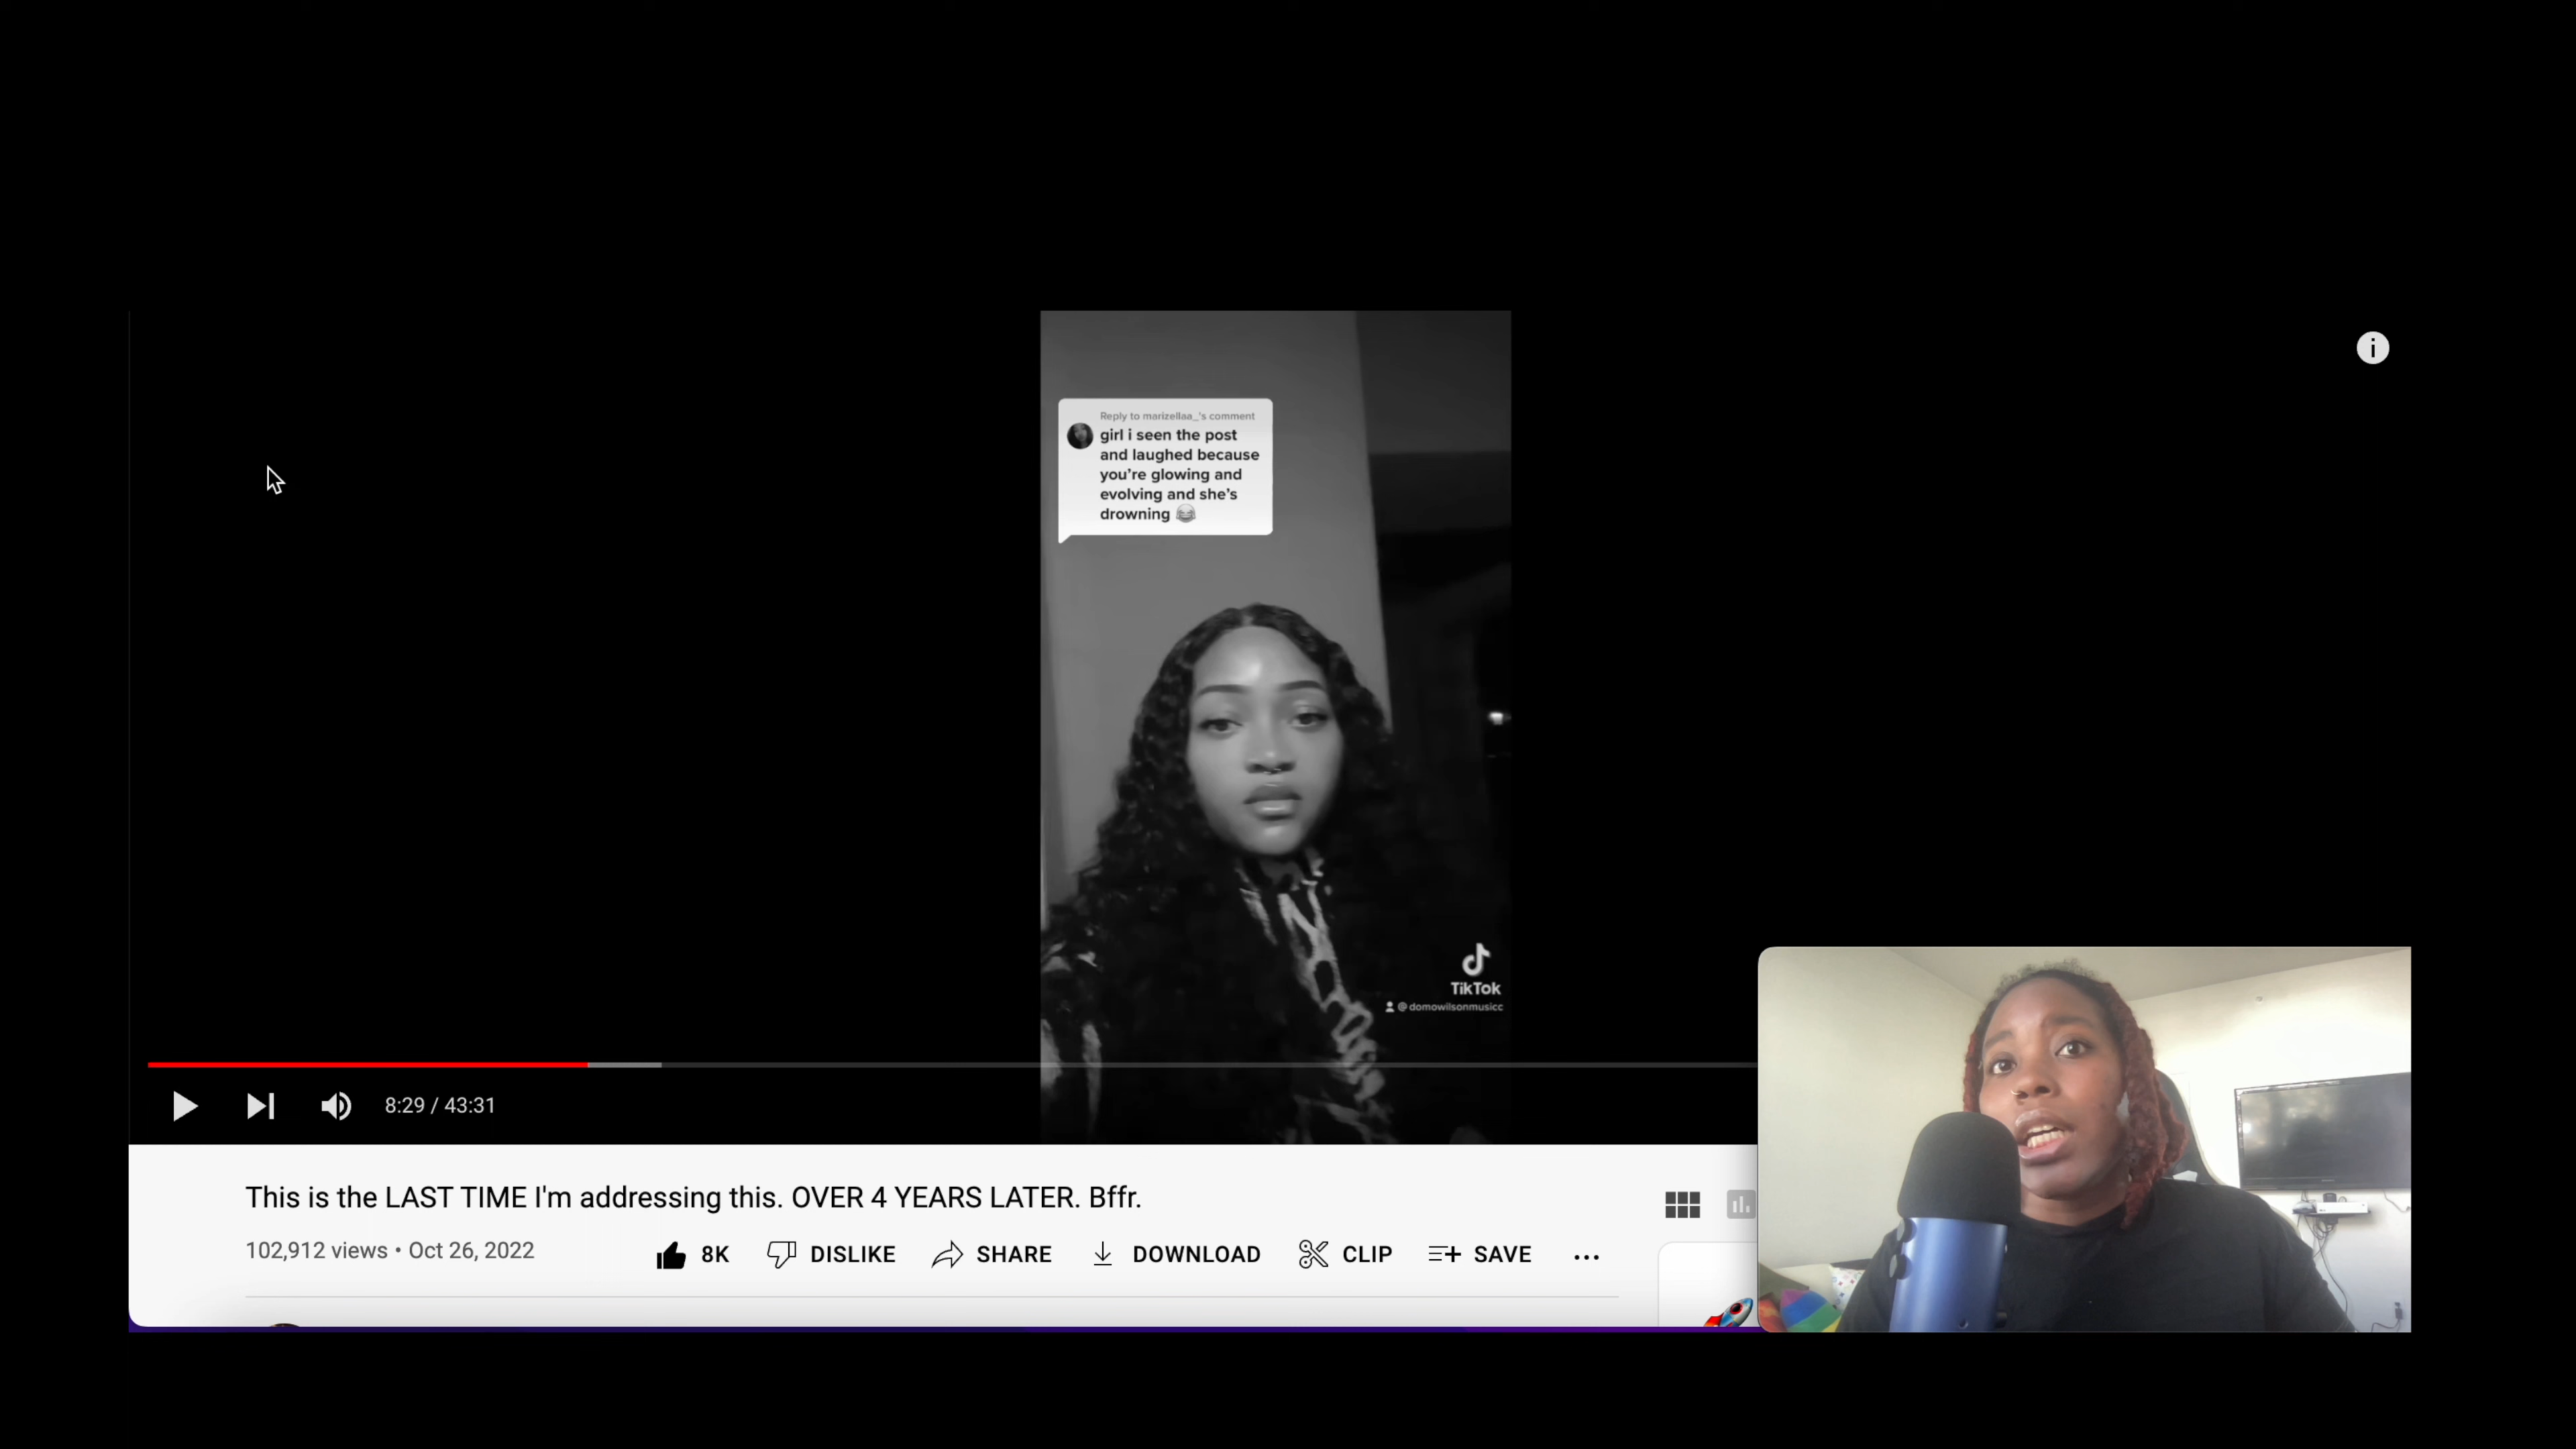 Reply to marizellaa_'s comment
girl i seen the post
and laughed because
you're glowing and
evolving and she's
drowning 😂
TikTok
@domowilsonmusicc
8:29 / 43:31
This is the LAST TIME I'm addressing this. OVER 4 YEARS LATER. Bffr.
102,912 views • Oct 26, 2022
8K DISLIKE SHARE DOWNLOAD CLIP SAVE